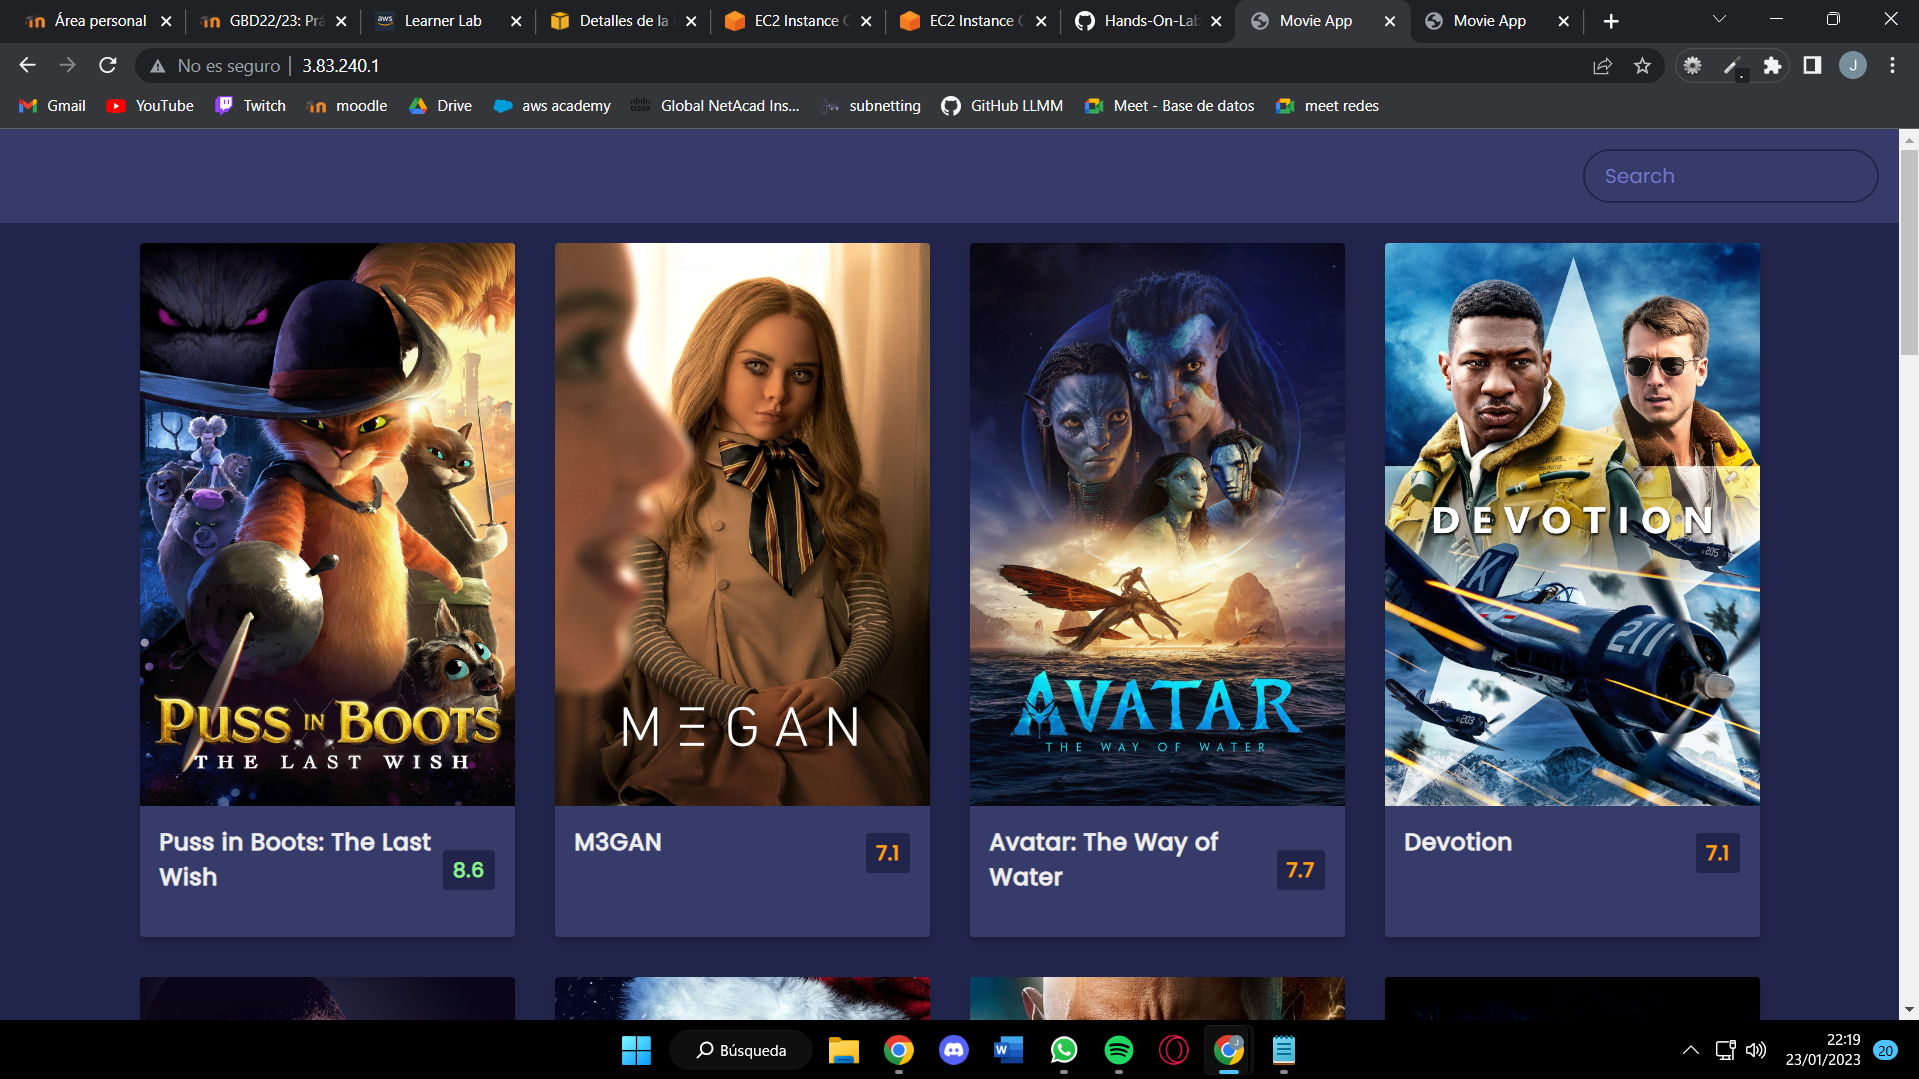 Área personal
GBD22/23: Prá
Learner Lab
Detalles de la i
EC2 Instance C
EC2 Instance C
Hands-On-Lab
Movie App
Movie App
No es seguro
3.83.240.1
Gmail
YouTube
Twitch
moodle
Drive
aws academy
Global NetAcad Ins...
subnetting
GitHub LLMM
Meet - Base de datos
meet redes
Search
PUSS IN BOOTS
THE LAST WISH
MEGAN
AVATAR
THE WAY OF WATER
DEVOTION
K
205
211
203
Puss in Boots: The Last
Wish
8.6
M3GAN
7.1
Avatar: The Way of
Water
7.7
Devotion
7.1
Búsqueda
22:19
23/01/2023
20